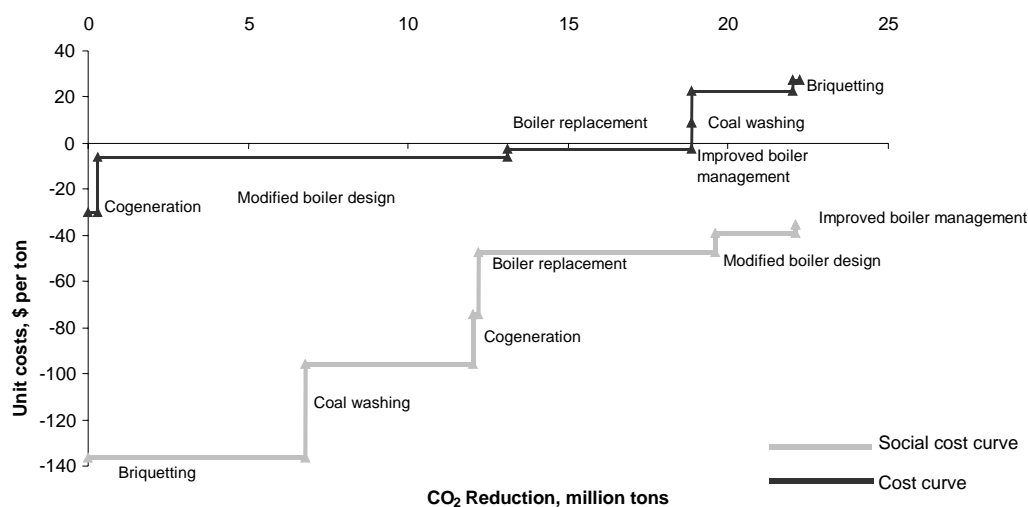 0 5 10 15 20 25
40
20
0
-20
-40
-60
-80
-100
-120
-140
Unit costs, $ per ton
Briquetting
Boiler replacement
Coal washing
Improved boiler
management
Cogeneration
Modified boiler design
Improved boiler management
Boiler replacement
Modified boiler design
Cogeneration
Coal washing
Briquetting
Social cost curve
Cost curve
CO₂ Reduction, million tons